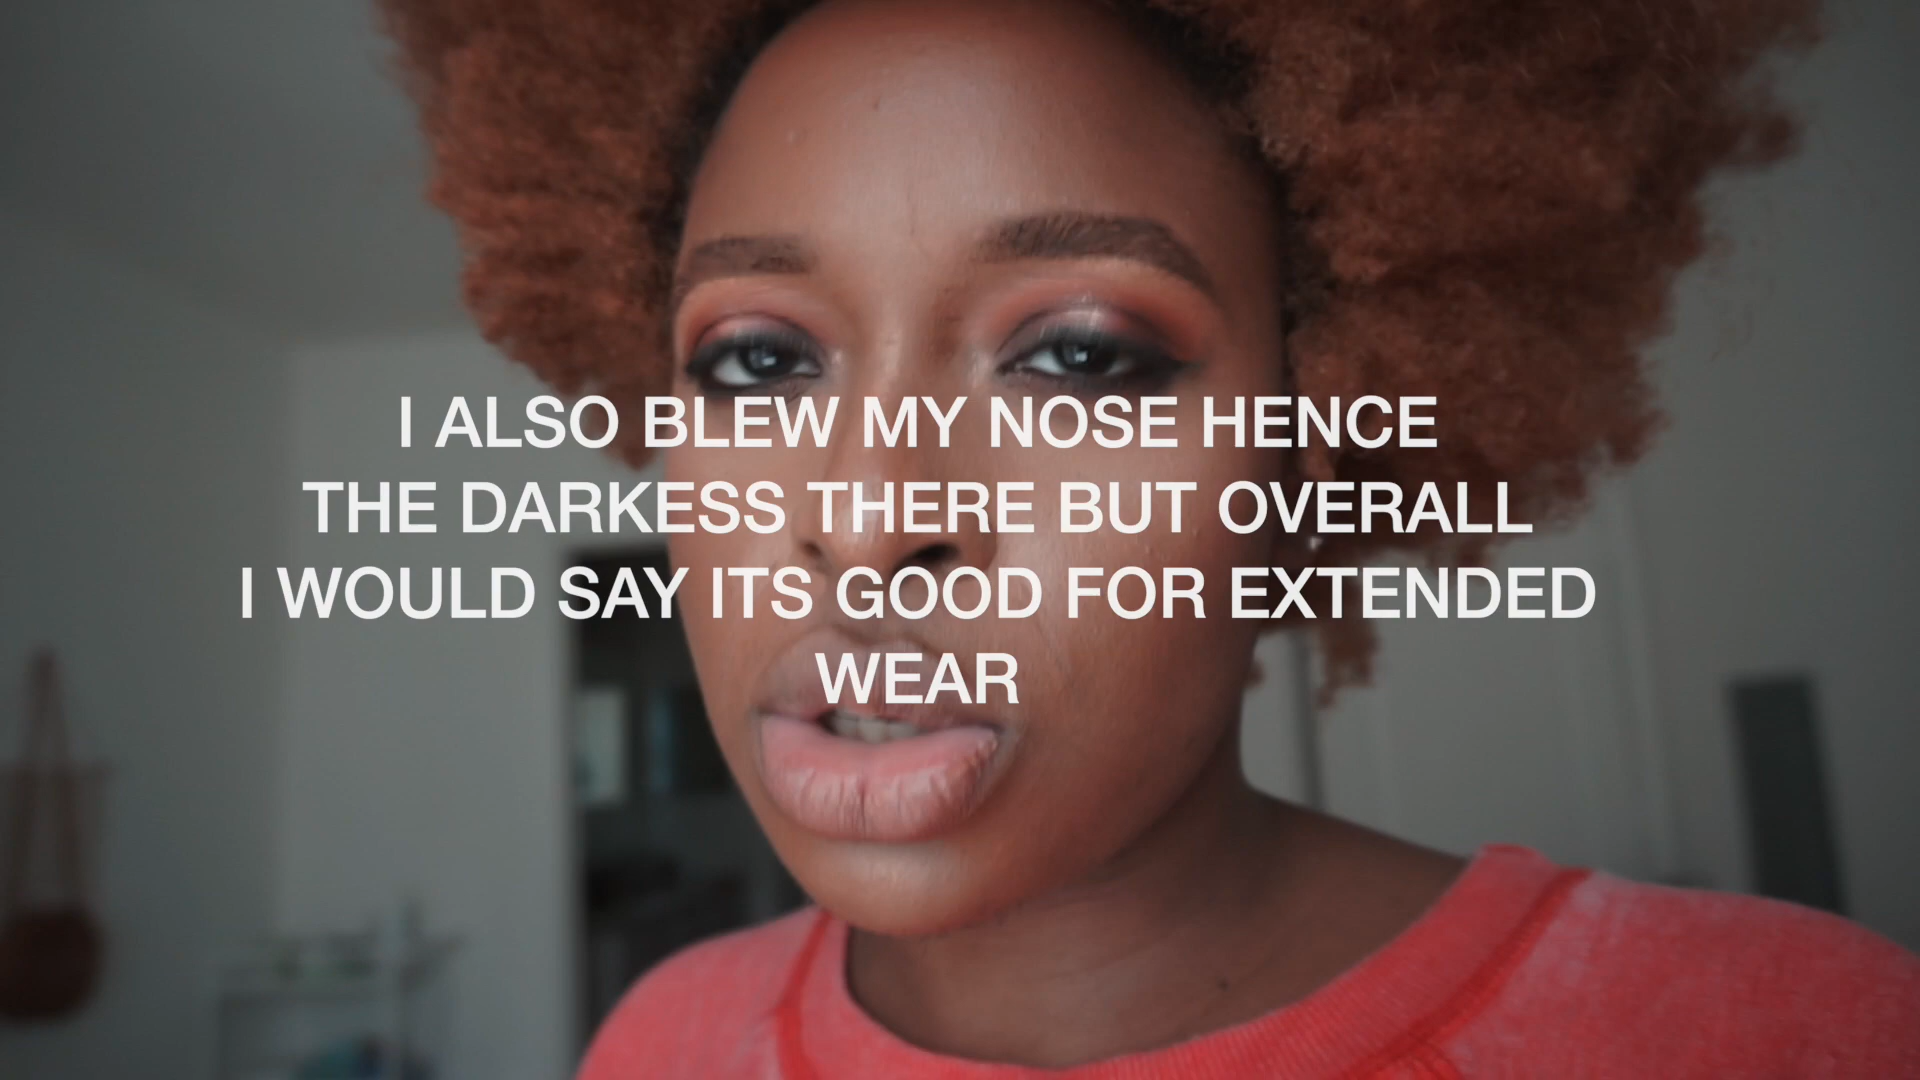 I ALSO BLEW MY NOSE HENCE
THE DARKESS THERE BUT OVERALL
I WOULD SAY ITS GOOD FOR EXTENDED
WEAR